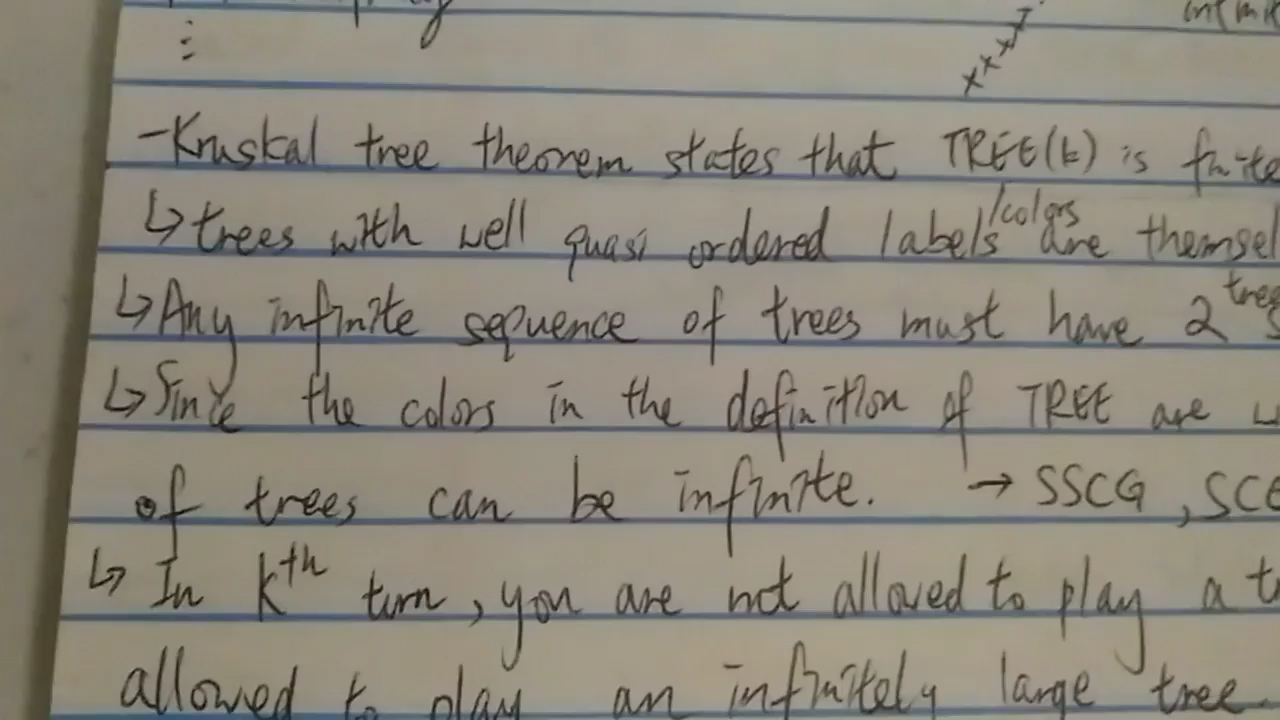 ⋮
-Kruskal tree theorem states that TREE(k) is finite
↳ trees with well quasi ordered labels/colors are themsel
↳ Any infinite sequence of trees must have 2 trees
↳ Since the colors in the definition of TREE are
of trees can be infinite. → SSCG, SCG
↳ In kth turn, you are not allowed to play a t
allowed to play an infinitely large tree.